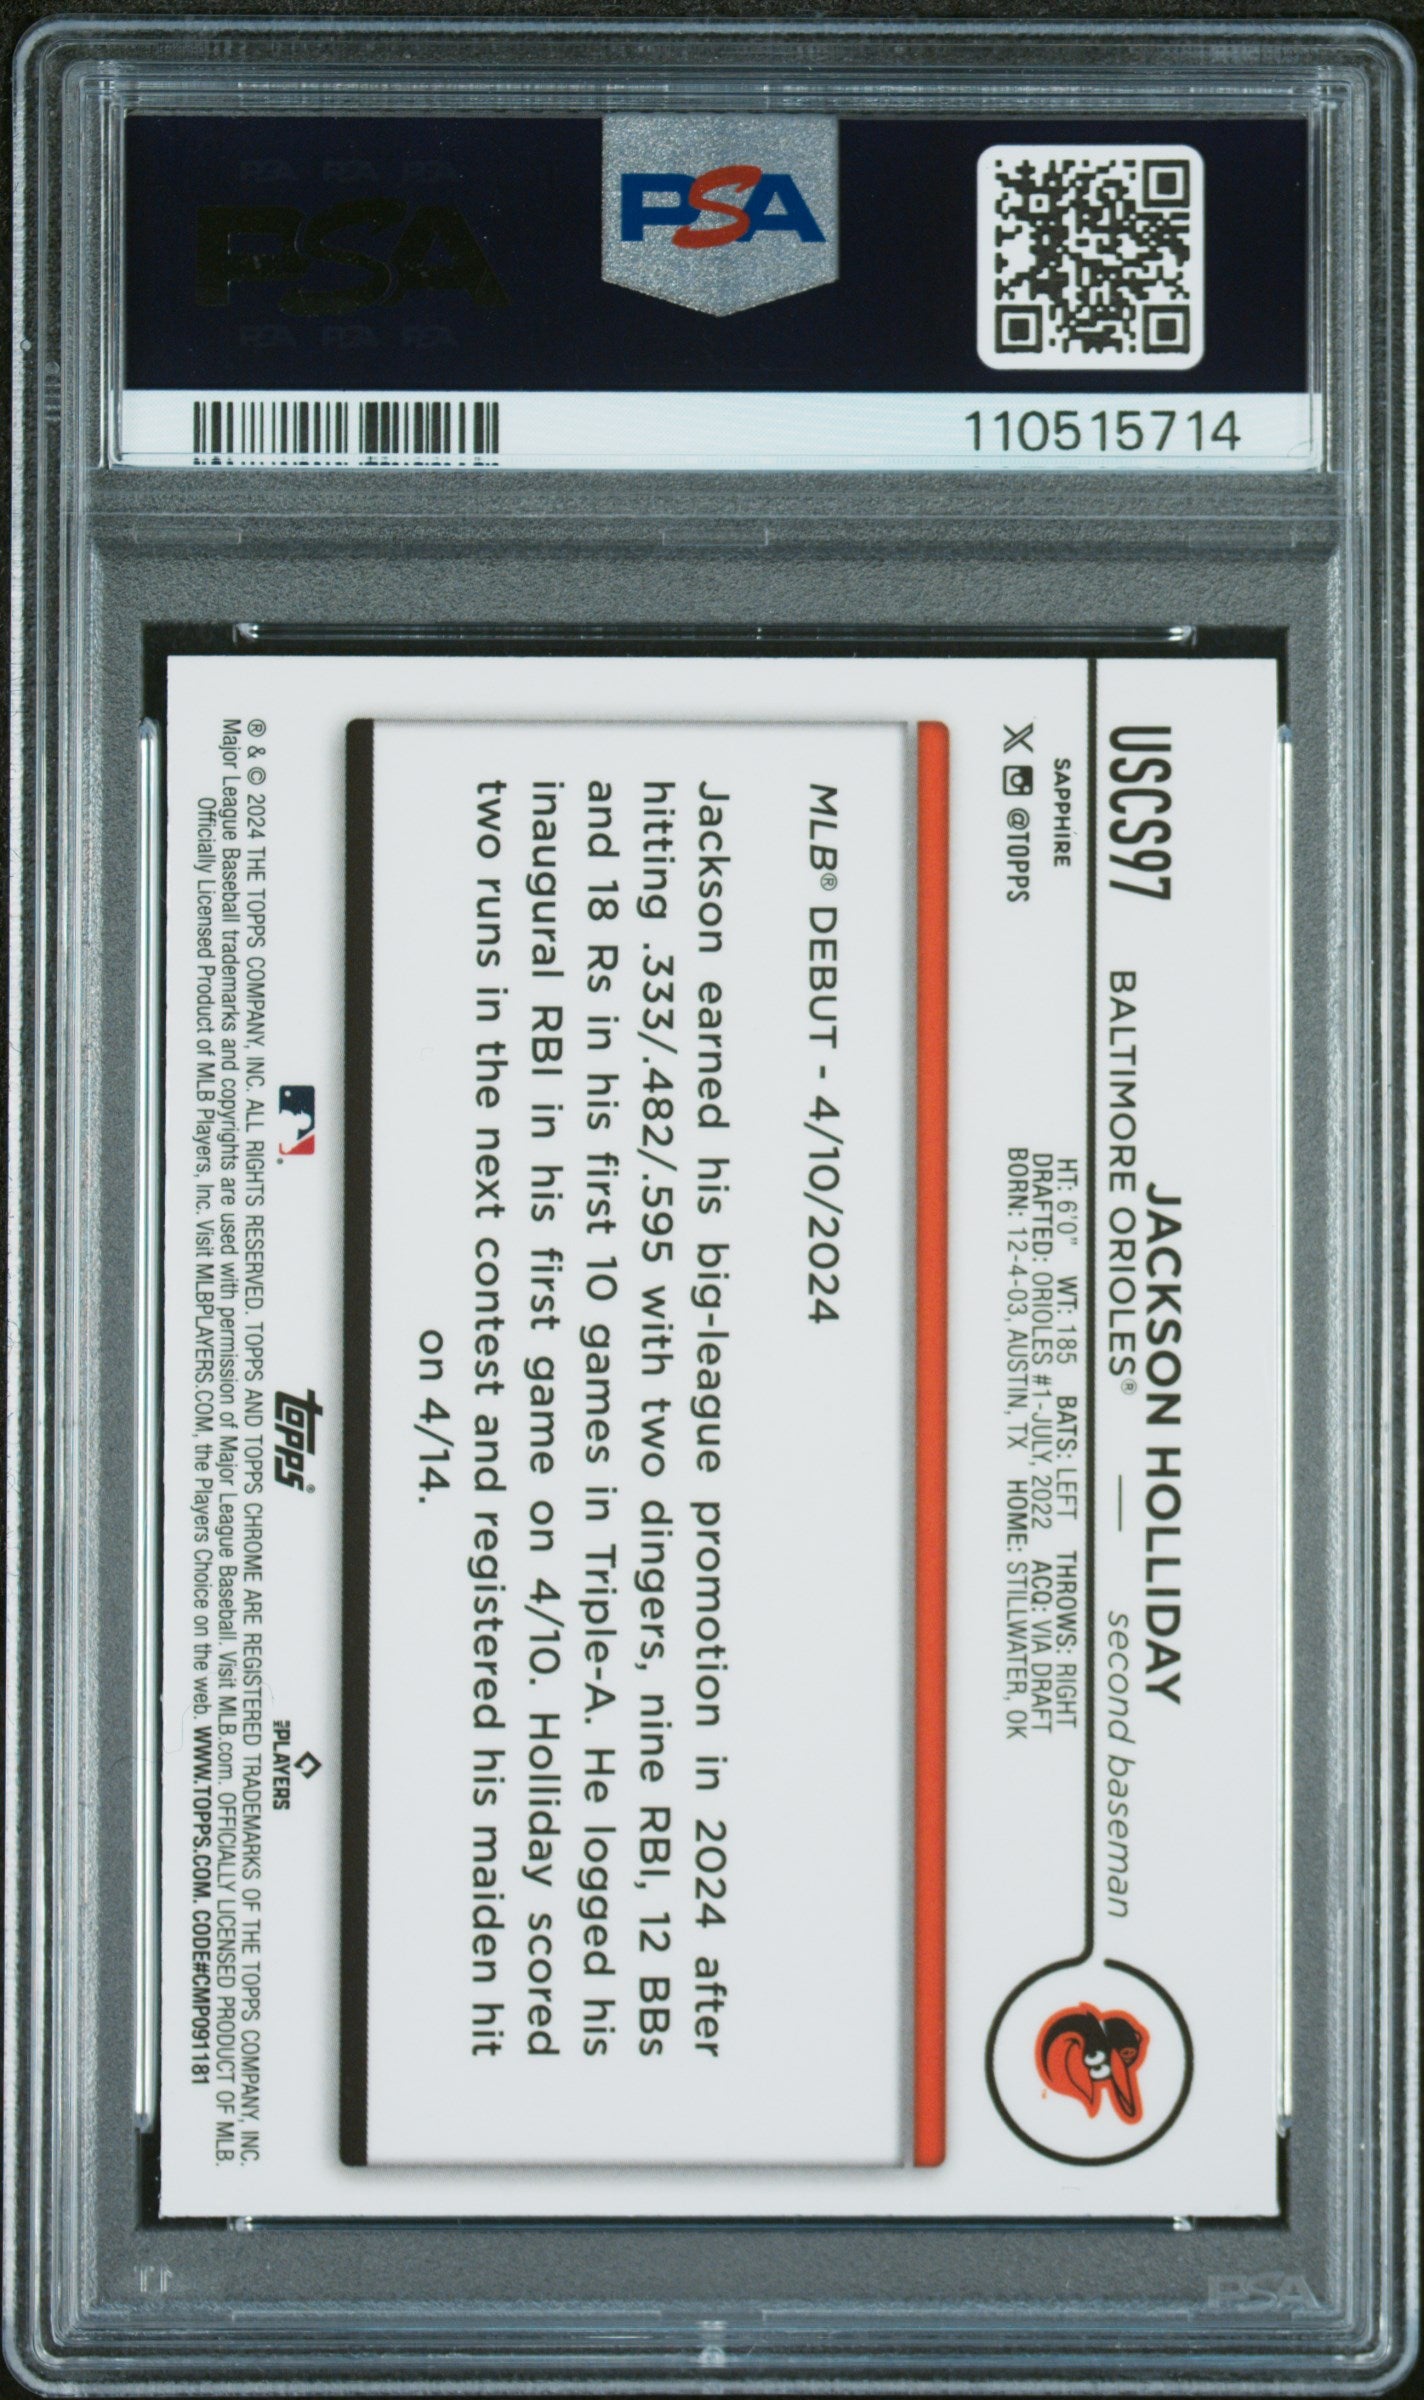 PSA PSA PSA
PSA
PSA PSA PSA
PSA
110515714
USCS97
JACKSON HOLLIDAY
BALTIMORE ORIOLES® — second baseman
SAPPHIRE
X @TOPPS
HT: 6'0" WT: 185 BATS: LEFT THROWS: RIGHT
DRAFTED: ORIOLES #1-JULY, 2022 ACQ: VIA DRAFT
BORN: 12-4-03, AUSTIN, TX HOME: STILLWATER, OK
MLB® DEBUT - 4/10/2024
Jackson earned his big-league promotion in 2024 after
hitting .333/.482/.595 with two dingers, nine RBI, 12 BBs
and 18 Rs in his first 10 games in Triple-A. He logged his
inaugural RBI in his first game on 4/10. Holliday scored
two runs in the next contest and registered his maiden hit
on 4/14.
topps®
PLAYERS
® & © 2024 THE TOPPS COMPANY, INC. ALL RIGHTS RESERVED. TOPPS AND TOPPS CHROME ARE REGISTERED TRADEMARKS OF THE TOPPS COMPANY, INC.
Major League Baseball trademarks and copyrights are used with permission of Major League Baseball. Visit MLB.com. OFFICIALLY LICENSED PRODUCT OF MLB.
Officially Licensed Product of MLB Players, Inc. Visit MLBPLAYERS.COM, the Players Choice on the web. WWW.TOPPS.COM. CODE#CMP091181
PSA